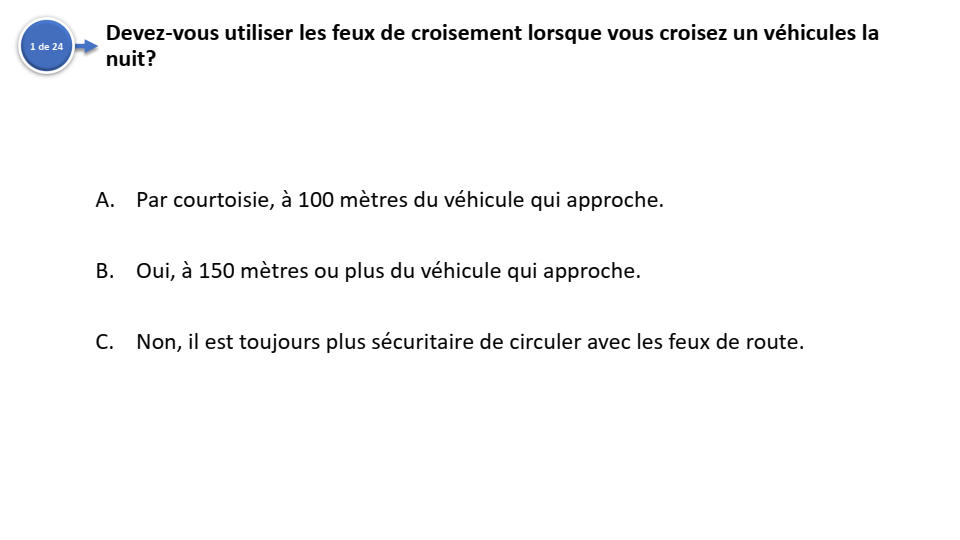 1 de 24
Devez-vous utiliser les feux de croisement lorsque vous croisez un véhicules la
nuit?
A. Par courtoisie, à 100 mètres du véhicule qui approche.
B. Oui, à 150 mètres ou plus du véhicule qui approche.
C. Non, il est toujours plus sécuritaire de circuler avec les feux de route.